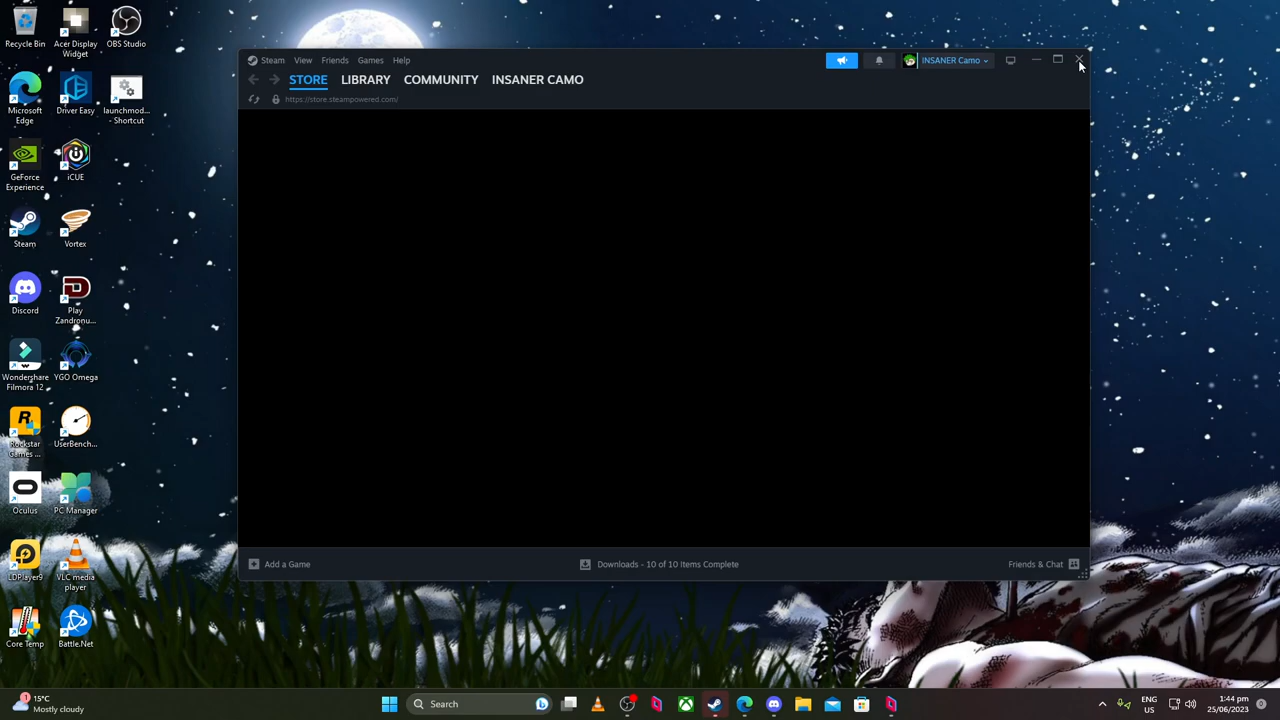 Recycle Bin
Acer Display
Widget
OBS Studio
Microsoft
Edge
Driver Easy
launchmod...
- Shortcut
GeForce
Experience
iCUE
Steam
Vortex
Discord
Play
Zandronu...
Wondershare
Filmora 12
YGO Omega
Rockstar
Games ...
UserBench...
Oculus
PC Manager
LDPlayer9
VLC media
player
Core Temp
Battle.Net
Steam View Friends Games Help
INSANER Camo
STORE LIBRARY COMMUNITY INSANER CAMO
https://store.steampowered.com/
Add a Game
Downloads - 10 of 10 Items Complete
Friends & Chat
1
15°C
Mostly cloudy
Search
ENG
US
1:44 pm
25/06/2023